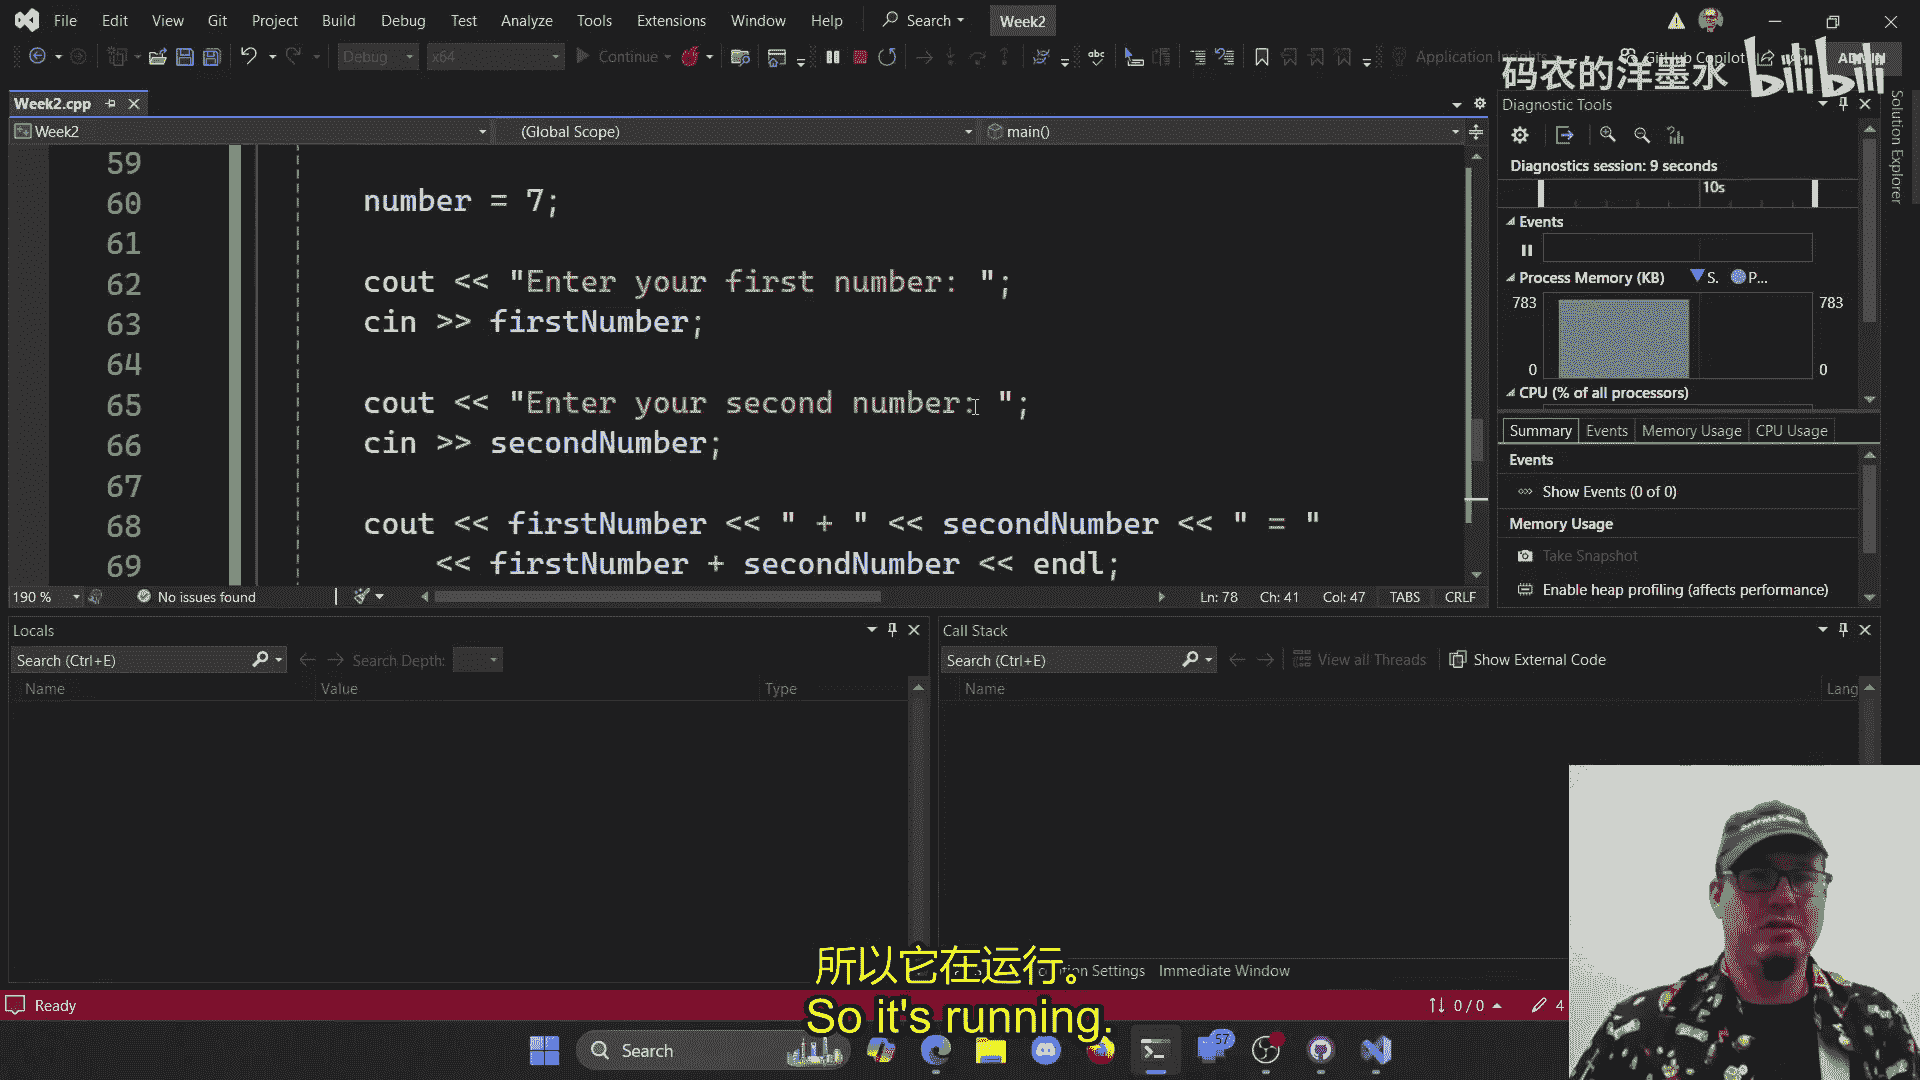 File Edit View Git Project Build Debug Test Analyze Tools Extensions Window Help Search Week2
Debug x64 Continue Application Insights GitHub Copilot ADMIN
码农的洋墨水 bilibili
Week2.cpp
Week2 (Global Scope) main()
59
60 number = 7;
61
62 cout << "Enter your first number: ";
63 cin >> firstNumber;
64
65 cout << "Enter your second number: ";
66 cin >> secondNumber;
67
68 cout << firstNumber << " + " << secondNumber << " = "
69 << firstNumber + secondNumber << endl;
190 % No issues found Ln: 78 Ch: 41 Col: 47 TABS CRLF
Diagnostic Tools
Diagnostics session: 9 seconds
10s
Events
Process Memory (KB) S. P...
783 783
0 0
CPU (% of all processors)
Summary Events Memory Usage CPU Usage
Events
Show Events (0 of 0)
Memory Usage
Take Snapshot
Enable heap profiling (affects performance)
Solution Explorer
Locals
Search (Ctrl+E) Search Depth:
Name Value Type
Call Stack
Search (Ctrl+E) View all Threads Show External Code
Name Lang
Settings Immediate Window
所以它在运行。
So it's running.
Ready 0 / 0 4
Search 57